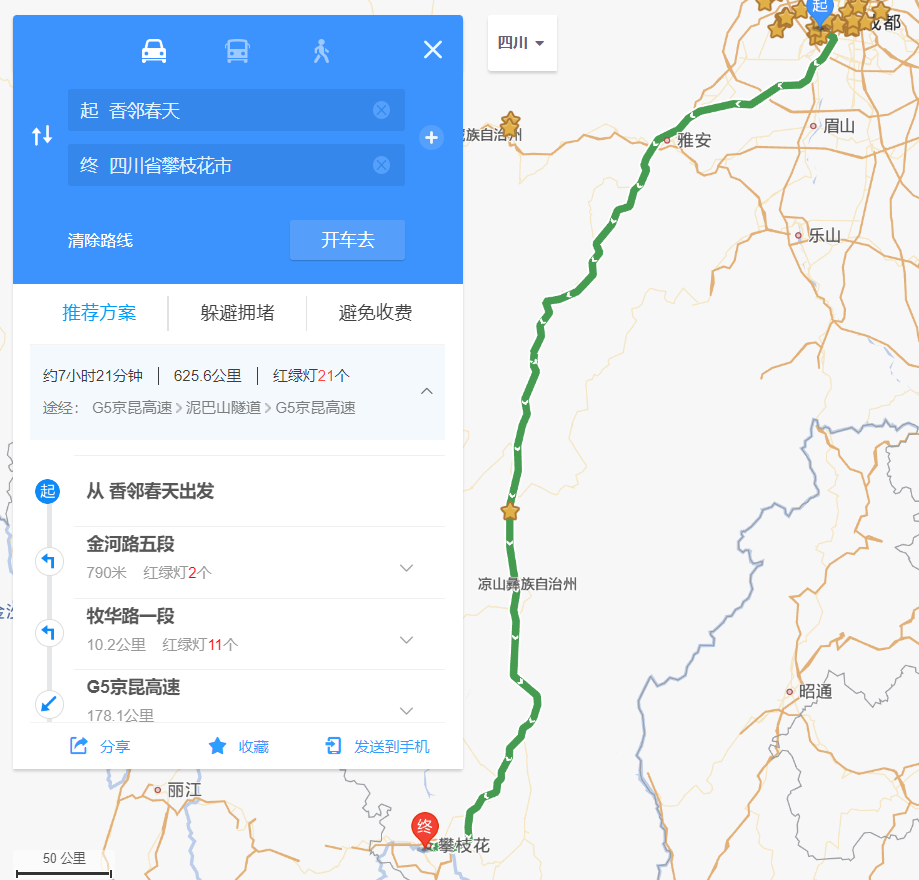 起 香邻春天
终 四川省攀枝花市
清除路线
开车去
推荐方案
躲避拥堵
避免收费
约7小时21分钟 | 625.6公里 | 红绿灯21个
途经： G5京昆高速 > 泥巴山隧道 > G5京昆高速
起 从 香邻春天出发
金河路五段
790米 红绿灯2个
牧华路一段
10.2公里 红绿灯11个
G5京昆高速
178.1公里
分享
收藏
发送到手机
四川
起
成都
眉山
族自治州
雅安
乐山
凉山彝族自治州
昭通
丽江
终
攀枝花
50 公里